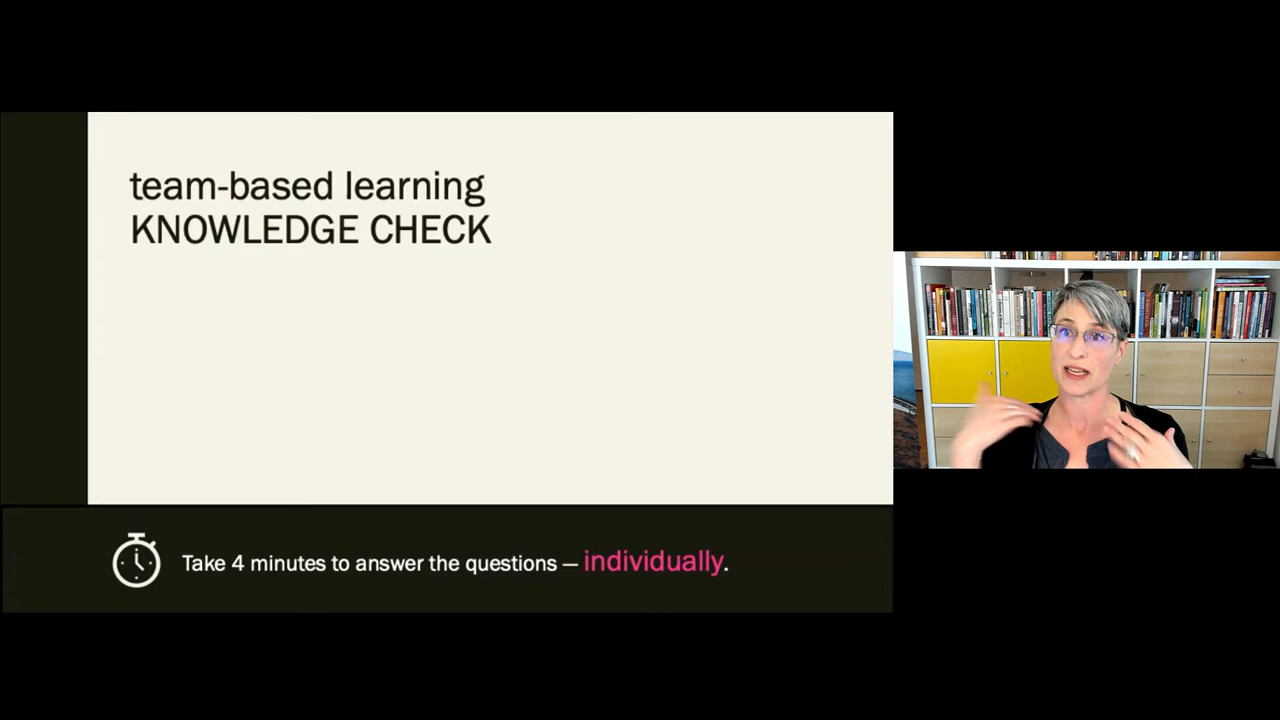 team-based learning
KNOWLEDGE CHECK
Take 4 minutes to answer the questions — individually.